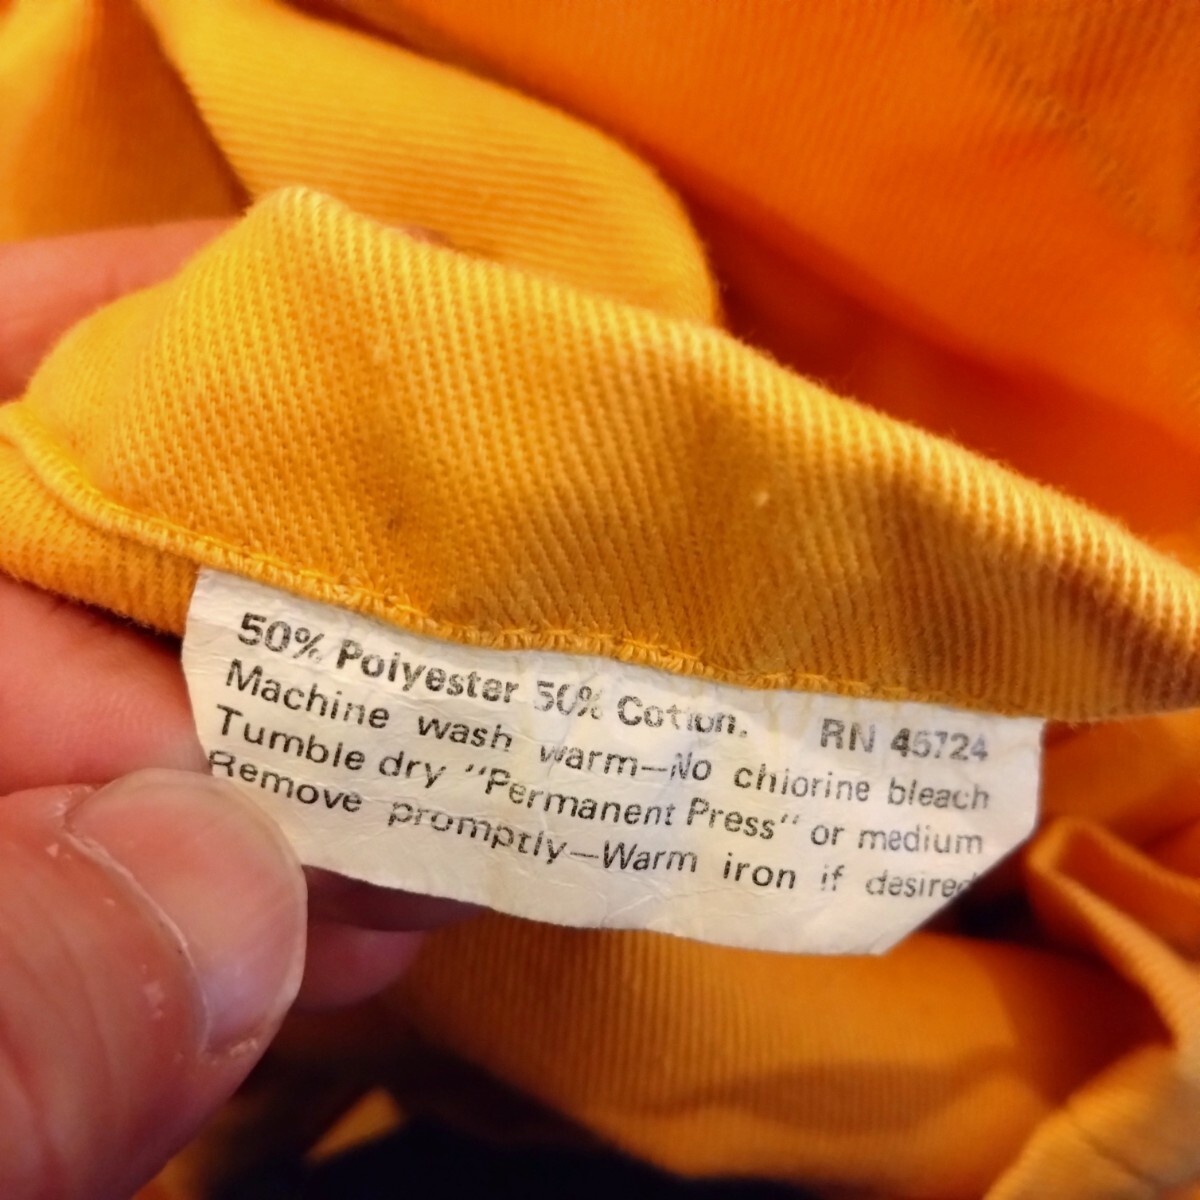 50% Polyester 50% Cotton. RN 45724
Machine wash warm—No chlorine bleach
Tumble dry "Permanent Press" or medium
Remove promptly—Warm iron if desired